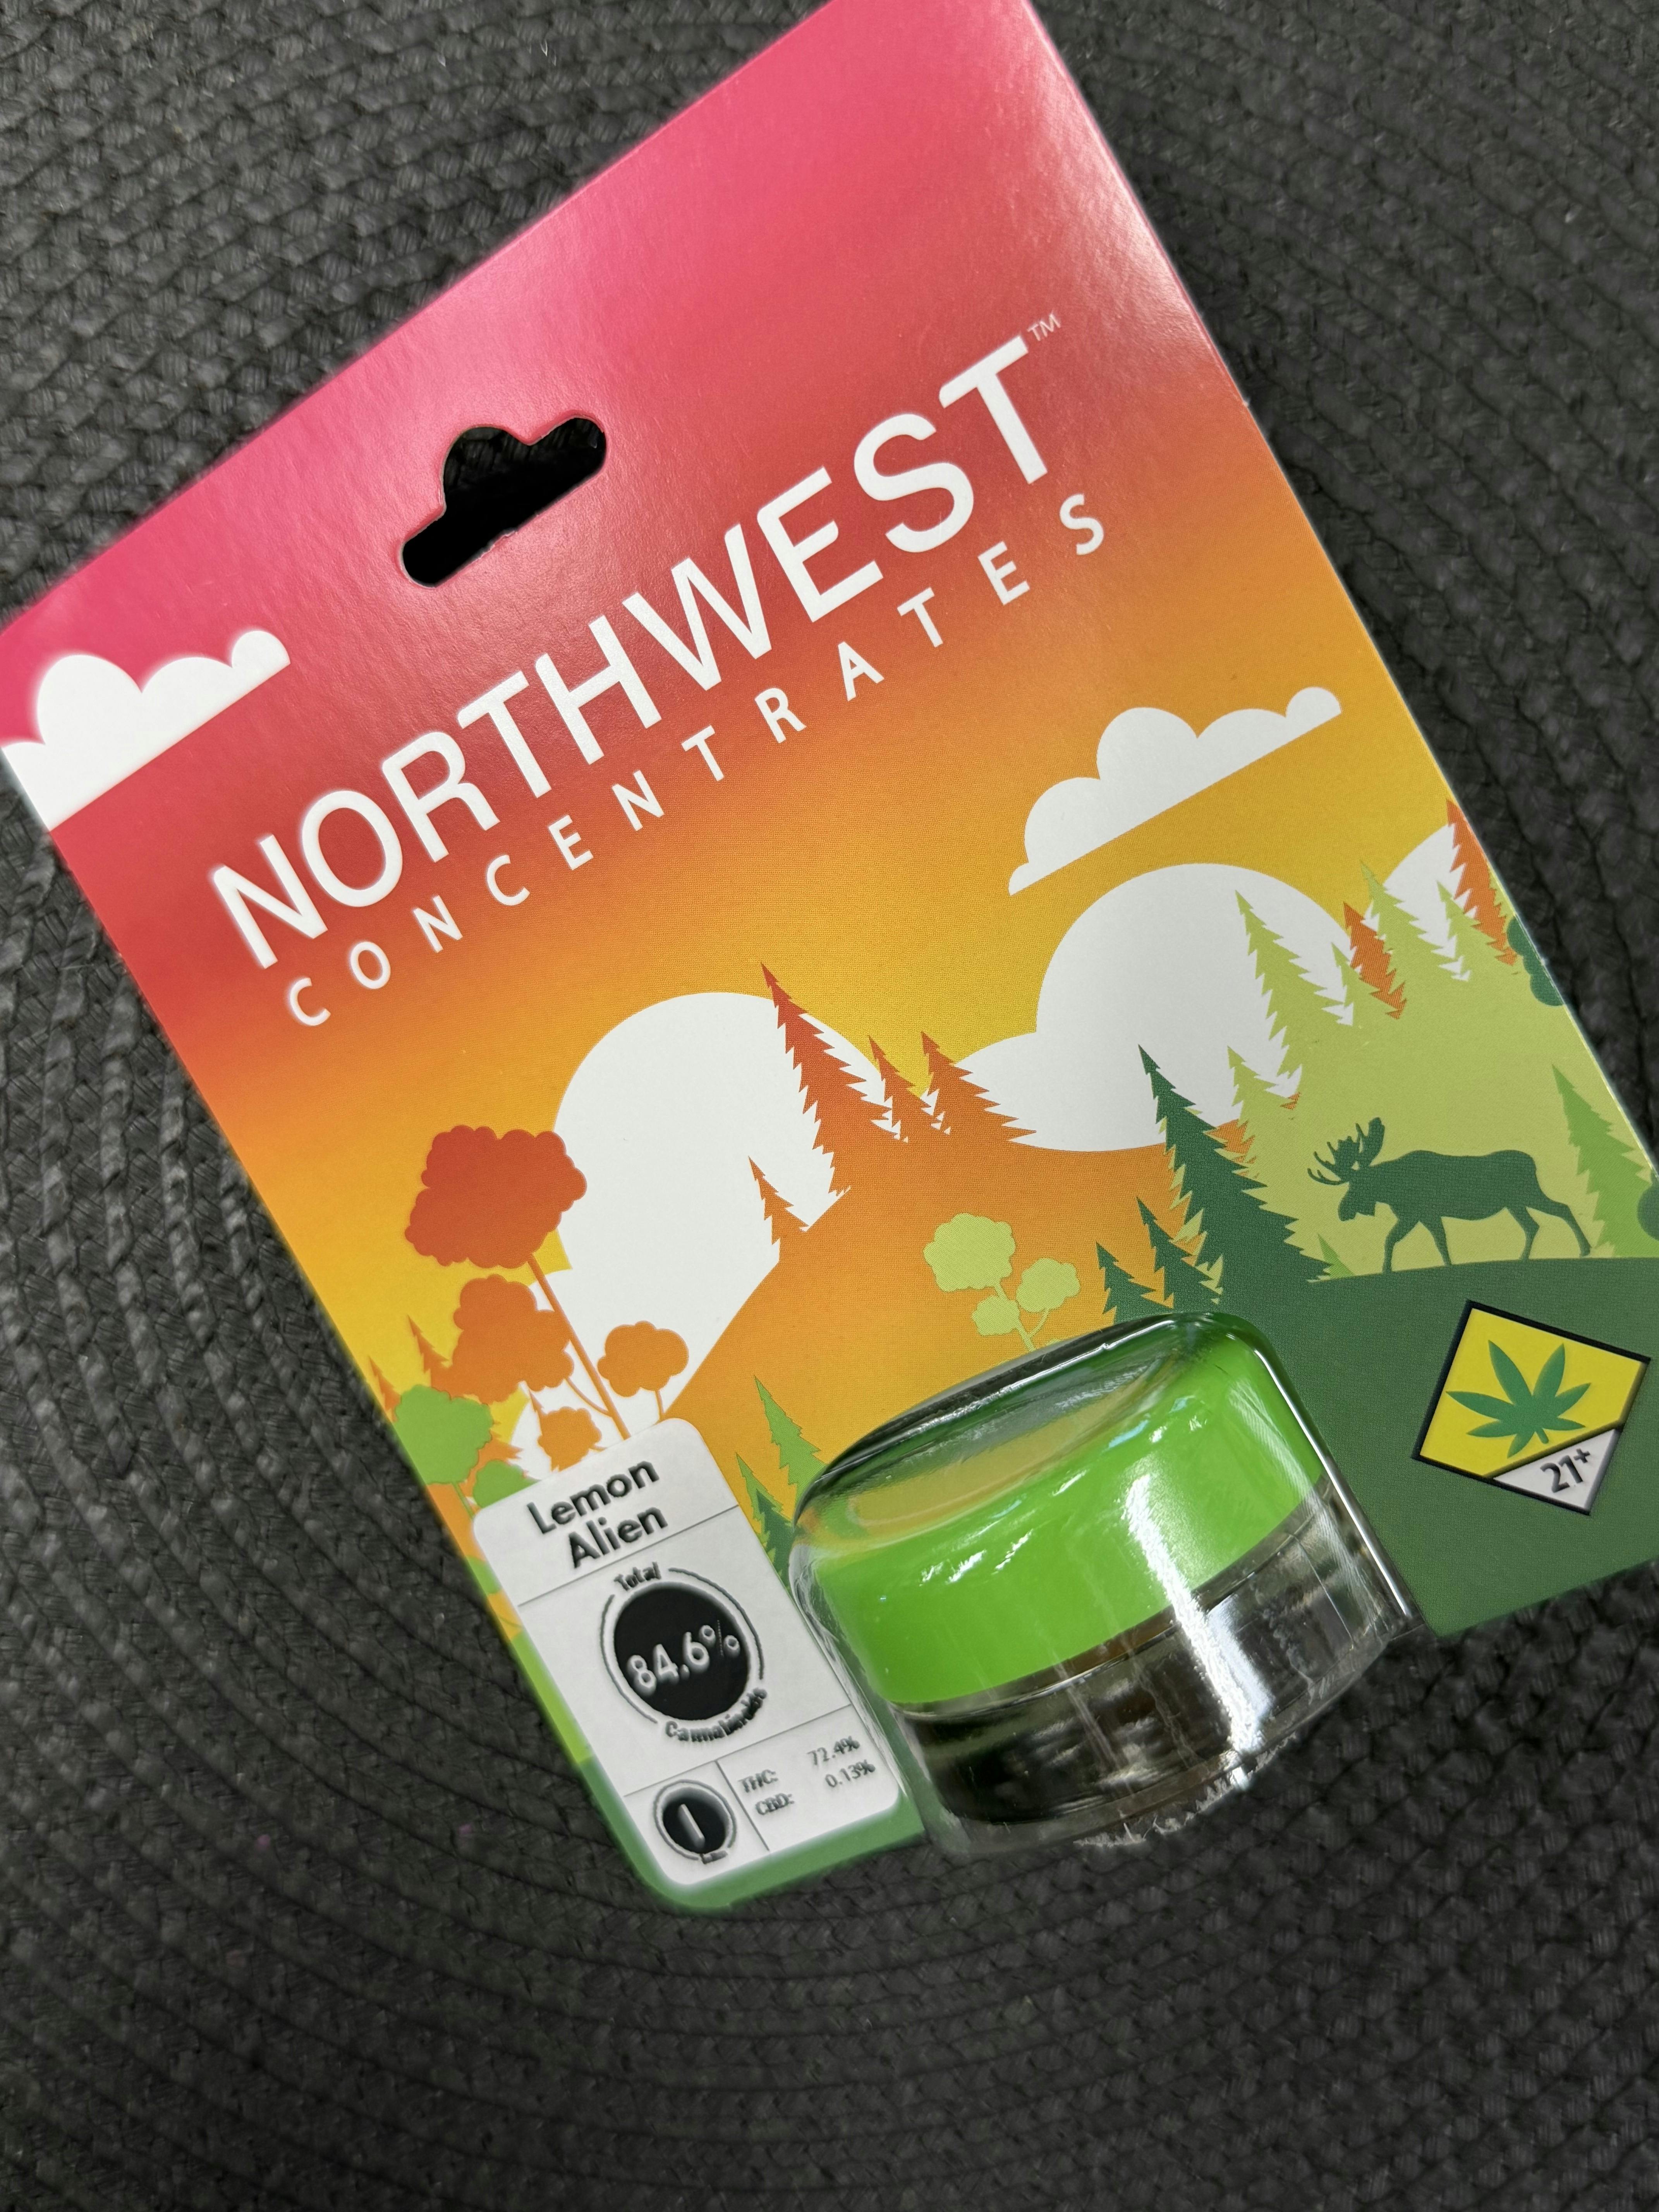 NORTHWEST™
CONCENTRATES
21+
Lemon
Alien
Total
84.6%
Cannabinoids
THC: 72.4%
CBD: 0.13%